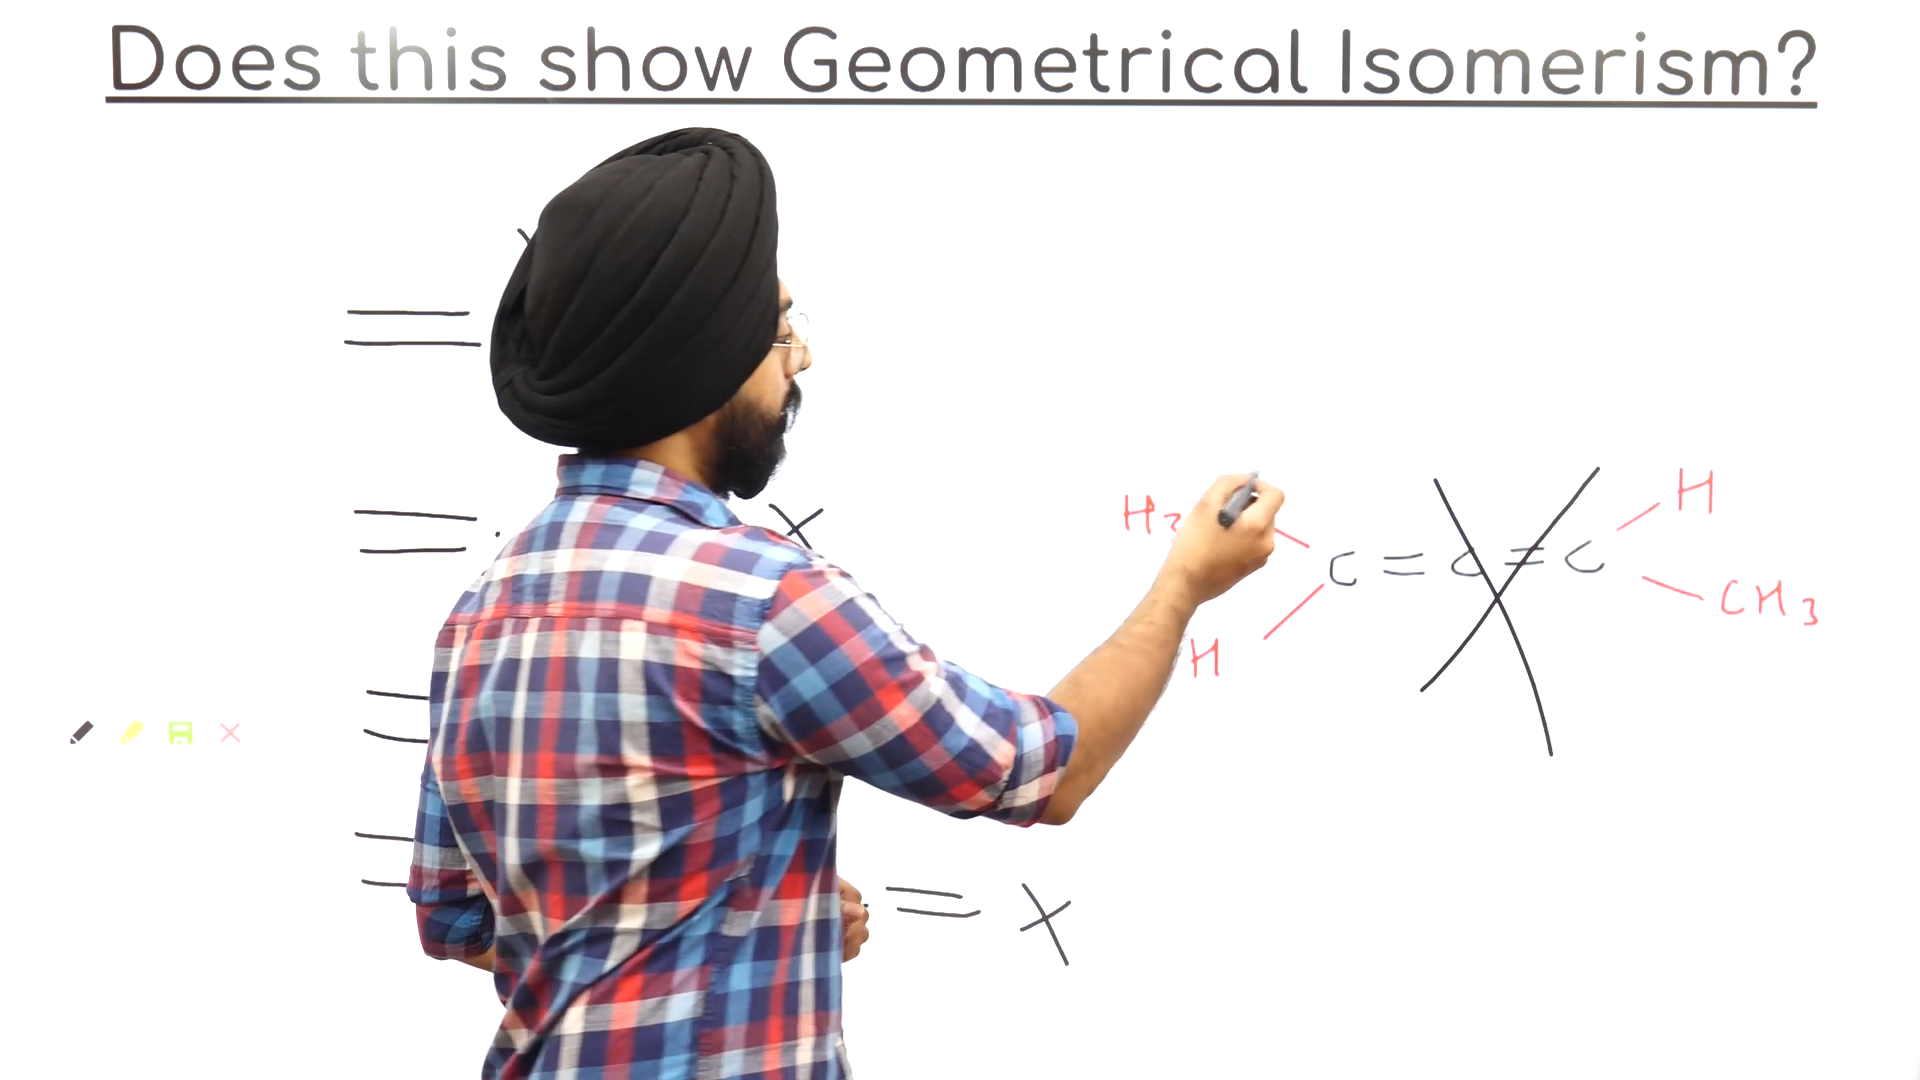 Does this show Geometrical Isomerism?
C = C = C
H
CH3
H